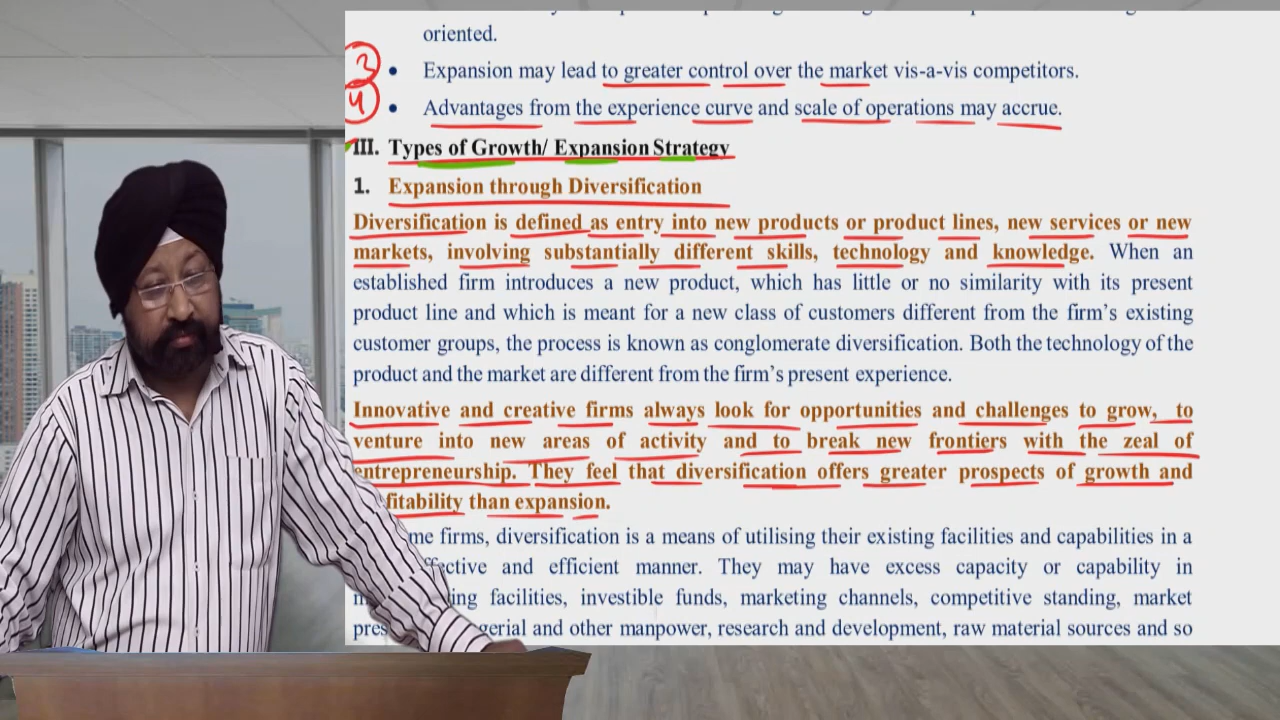 oriented.
3
• Expansion may lead to greater control over the market vis-a-vis competitors.
4
• Advantages from the experience curve and scale of operations may accrue.
III. Types of Growth/ Expansion Strategy
1. Expansion through Diversification
Diversification is defined as entry into new products or product lines, new services or new
markets, involving substantially different skills, technology and knowledge. When an
established firm introduces a new product, which has little or no similarity with its present
product line and which is meant for a new class of customers different from the firm's existing
customer groups, the process is known as conglomerate diversification. Both the technology of the
product and the market are different from the firm's present experience.
Innovative and creative firms always look for opportunities and challenges to grow, to
venture into new areas of activity and to break new frontiers with the zeal of
entrepreneurship. They feel that diversification offers greater prospects of growth and
fitability than expansion.
me firms, diversification is a means of utilising their existing facilities and capabilities in a
ective and efficient manner. They may have excess capacity or capability in
ing facilities, investible funds, marketing channels, competitive standing, market
pres gerial and other manpower, research and development, raw material sources and so